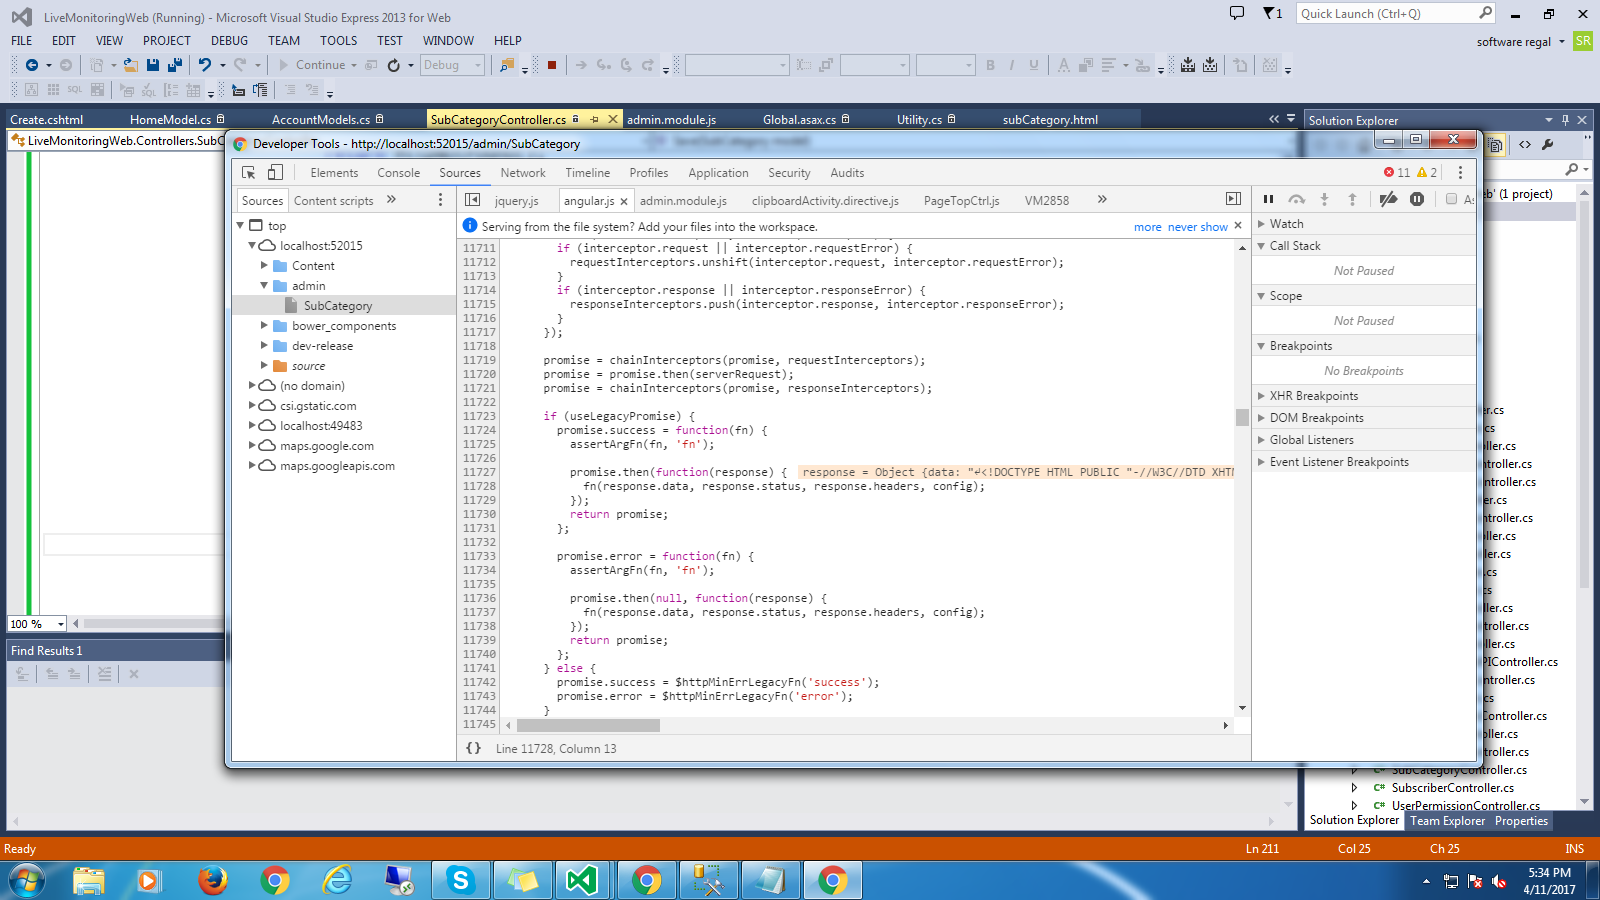 LiveMonitoringWeb (Running) - Microsoft Visual Studio Express 2013 for Web
1
Quick Launch (Ctrl+Q)
FILE EDIT VIEW PROJECT DEBUG TEAM TOOLS TEST WINDOW HELP
software regal SR
Continue Debug
B I U A
SQL SQL
Create.cshtml HomeModel.cs AccountModels.cs SubCategoryController.cs admin.module.js Global.asax.cs Utility.cs subCategory.html
Solution Explorer
LiveMonitoringWeb.Controllers.SubC
Developer Tools - http://localhost:52015/admin/SubCategory
Elements Console Sources Network Timeline Profiles Application Security Audits
11 2
Sources Content scripts
jquery.js angular.js admin.module.js clipboardActivity.directive.js PageTopCtrl.js VM2858
As
eb' (1 project)
top
localhost:52015
Content
admin
SubCategory
bower_components
dev-release
source
(no domain)
csi.gstatic.com
localhost:49483
maps.google.com
maps.googleapis.com
Serving from the file system? Add your files into the workspace. more never show
11711 if (interceptor.request || interceptor.requestError) {
11712 requestInterceptors.unshift(interceptor.request, interceptor.requestError);
11713 }
11714 if (interceptor.response || interceptor.responseError) {
11715 responseInterceptors.push(interceptor.response, interceptor.responseError);
11716 }
11717 });
11718
11719 promise = chainInterceptors(promise, requestInterceptors);
11720 promise = promise.then(serverRequest);
11721 promise = chainInterceptors(promise, responseInterceptors);
11722
11723 if (useLegacyPromise) {
11724 promise.success = function(fn) {
11725 assertArgFn(fn, 'fn');
11726
11727 promise.then(function(response) { response = Object {data: "↵<!DOCTYPE HTML PUBLIC "-//W3C//DTD XHTM
11728 fn(response.data, response.status, response.headers, config);
11729 });
11730 return promise;
11731 };
11732
11733 promise.error = function(fn) {
11734 assertArgFn(fn, 'fn');
11735
11736 promise.then(null, function(response) {
11737 fn(response.data, response.status, response.headers, config);
11738 });
11739 return promise;
11740 };
11741 } else {
11742 promise.success = $httpMinErrLegacyFn('success');
11743 promise.error = $httpMinErrLegacyFn('error');
11744 }
11745
{} Line 11728, Column 13
Watch
Call Stack
Not Paused
Scope
Not Paused
Breakpoints
No Breakpoints
XHR Breakpoints
DOM Breakpoints
Global Listeners
Event Listener Breakpoints
er.cs
cs
ller.cs
ontroller.cs
er.cs
ntroller.cs
ller.cs
ler.cs
.cs
cs
ller.cs
ontroller.cs
ller.cs
PIController.cs
ontroller.cs
cs
Controller.cs
oller.cs
troller.cs
SubCategoryController.cs
SubscriberController.cs
UserPermissionController.cs
100 %
Find Results 1
Solution Explorer Team Explorer Properties
Ready
Ln 211 Col 25 Ch 25 INS
5:34 PM
4/11/2017